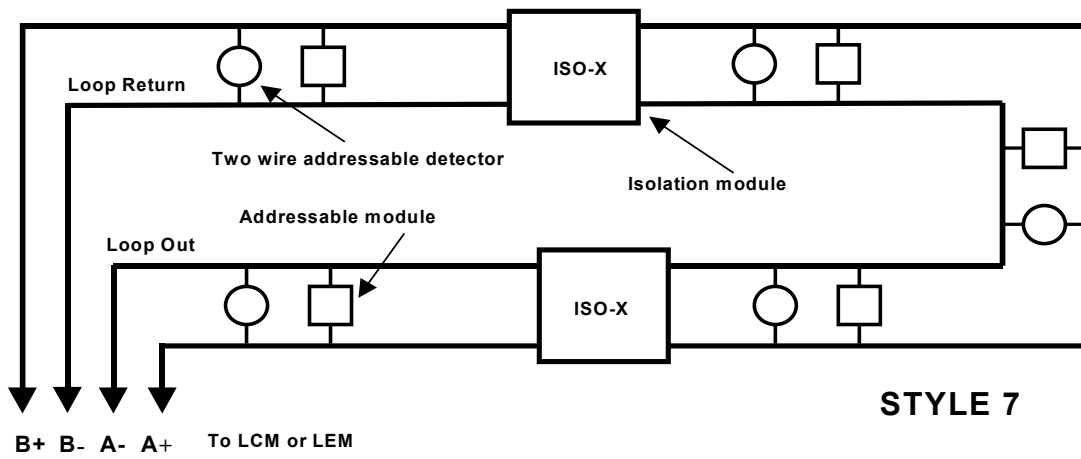 ISO-X
Loop Return
Two wire addressable detector
Isolation module
Addressable module
Loop Out
ISO-X
STYLE 7
B+ B- A- A+ To LCM or LEM